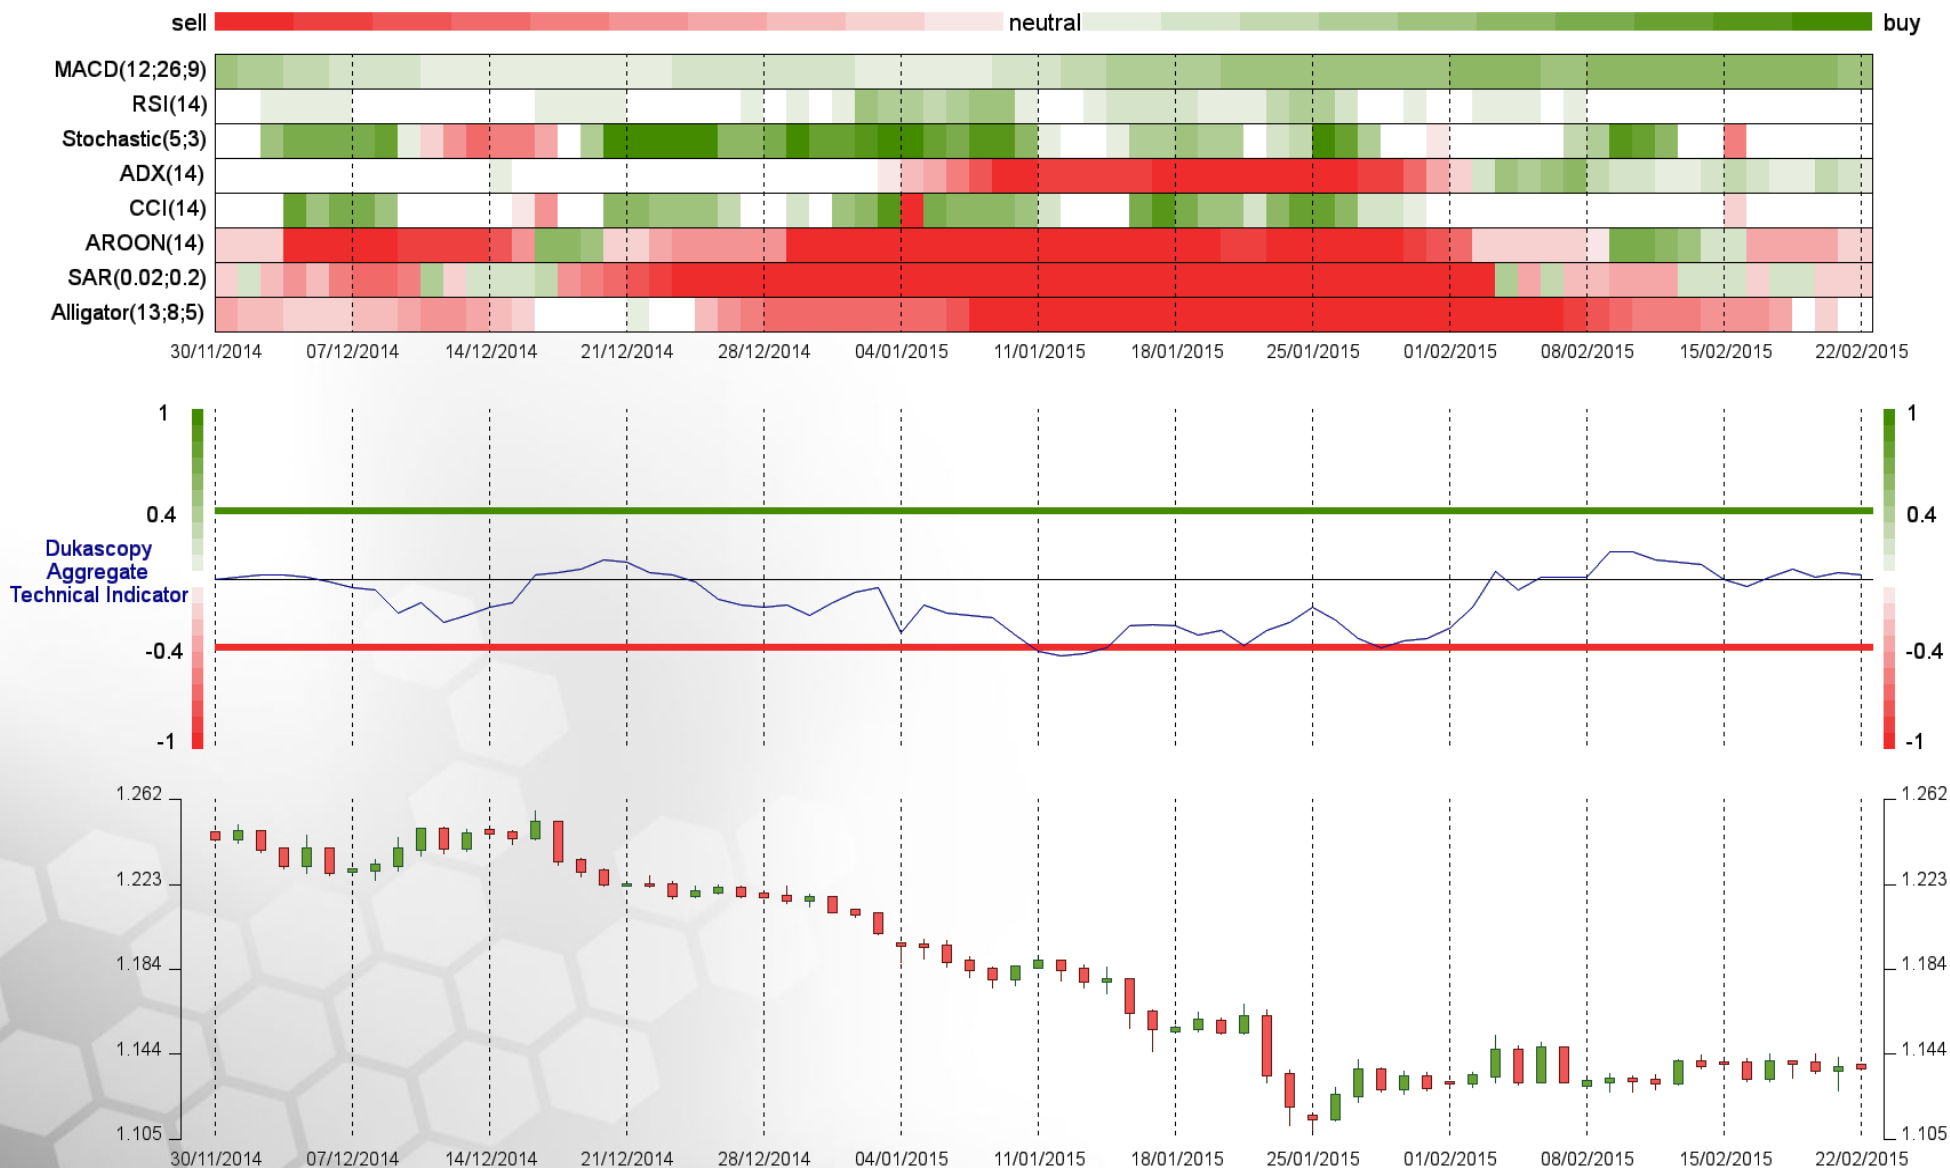 sell neutral buy
MACD(12;26;9)
RSI(14)
Stochastic(5;3)
ADX(14)
CCI(14)
AROON(14)
SAR(0.02;0.2)
Alligator(13;8;5)
30/11/2014 07/12/2014 14/12/2014 21/12/2014 28/12/2014 04/01/2015 11/01/2015 18/01/2015 25/01/2015 01/02/2015 08/02/2015 15/02/2015 22/02/2015
1 1
0.4 0.4
Dukascopy
Aggregate
Technical Indicator
-0.4 -0.4
-1 -1
1.262 1.262
1.223 1.223
1.184 1.184
1.144 1.144
1.105 1.105
30/11/2014 07/12/2014 14/12/2014 21/12/2014 28/12/2014 04/01/2015 11/01/2015 18/01/2015 25/01/2015 01/02/2015 08/02/2015 15/02/2015 22/02/2015